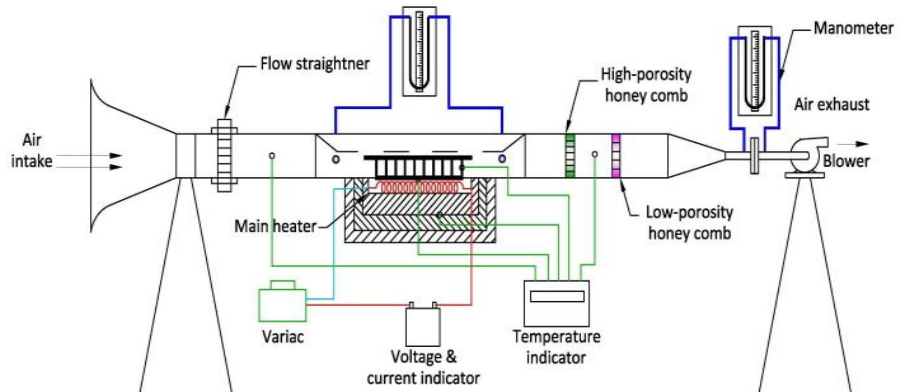 Flow straightner
Manometer
High-porosity
honey comb
Air exhaust
Air
intake
Blower
Main heater
Low-porosity
honey comb
Variac
Voltage &
current indicator
Temperature
indicator